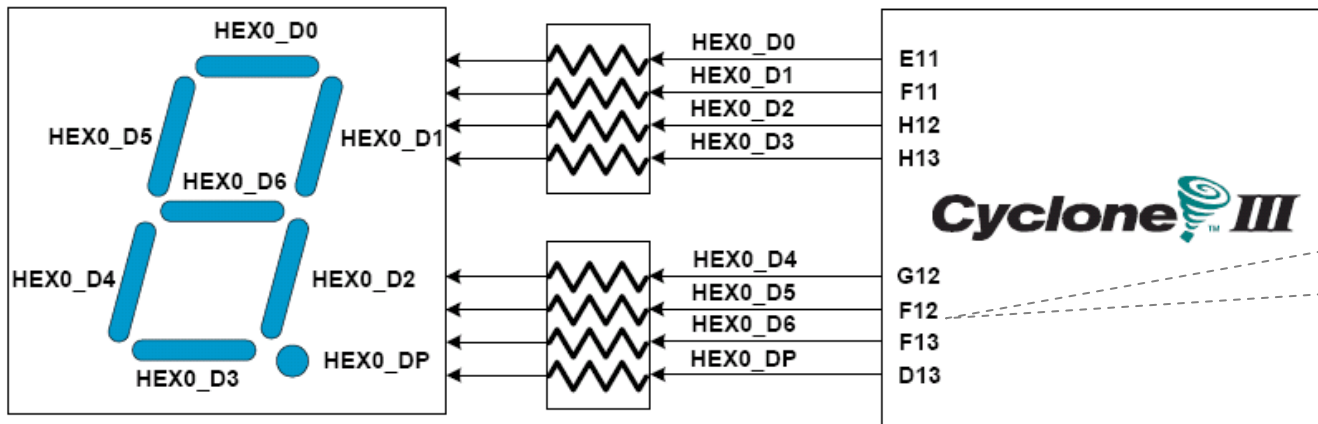 HEX0_D0
HEX0_D5
HEX0_D1
HEX0_D6
HEX0_D4
HEX0_D2
HEX0_D3
HEX0_DP
HEX0_D0
HEX0_D1
HEX0_D2
HEX0_D3
HEX0_D4
HEX0_D5
HEX0_D6
HEX0_DP
E11
F11
H12
H13
Cyclone™ III
G12
F12
F13
D13